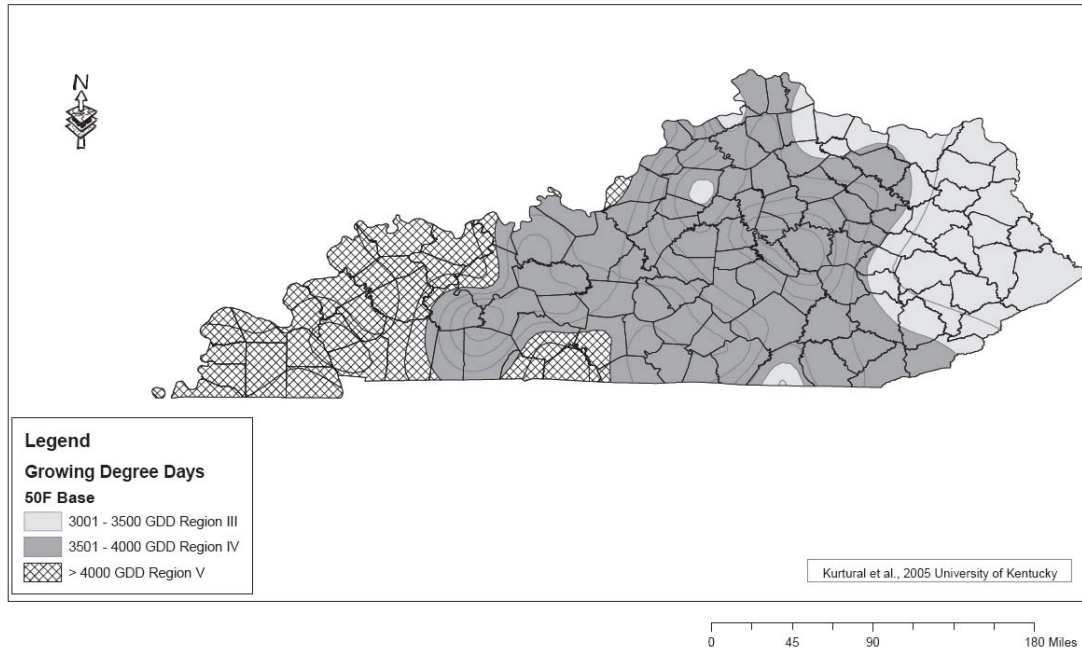 N
Legend
Growing Degree Days
50F Base
3001 - 3500 GDD Region III
3501 - 4000 GDD Region IV
> 4000 GDD Region V
Kurtural et al., 2005 University of Kentucky
0 45 90 180 Miles